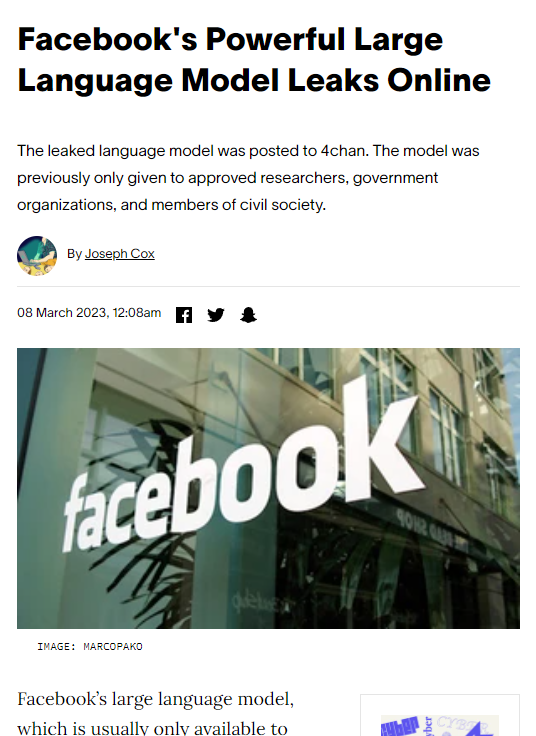 Facebook's Powerful Large
Language Model Leaks Online
The leaked language model was posted to 4chan. The model was
previously only given to approved researchers, government
organizations, and members of civil society.
By Joseph Cox
08 March 2023, 12:08am
facebook
IMAGE: MARCOPAKO
Facebook’s large language model,
which is usually only available to
CYBER
cyber